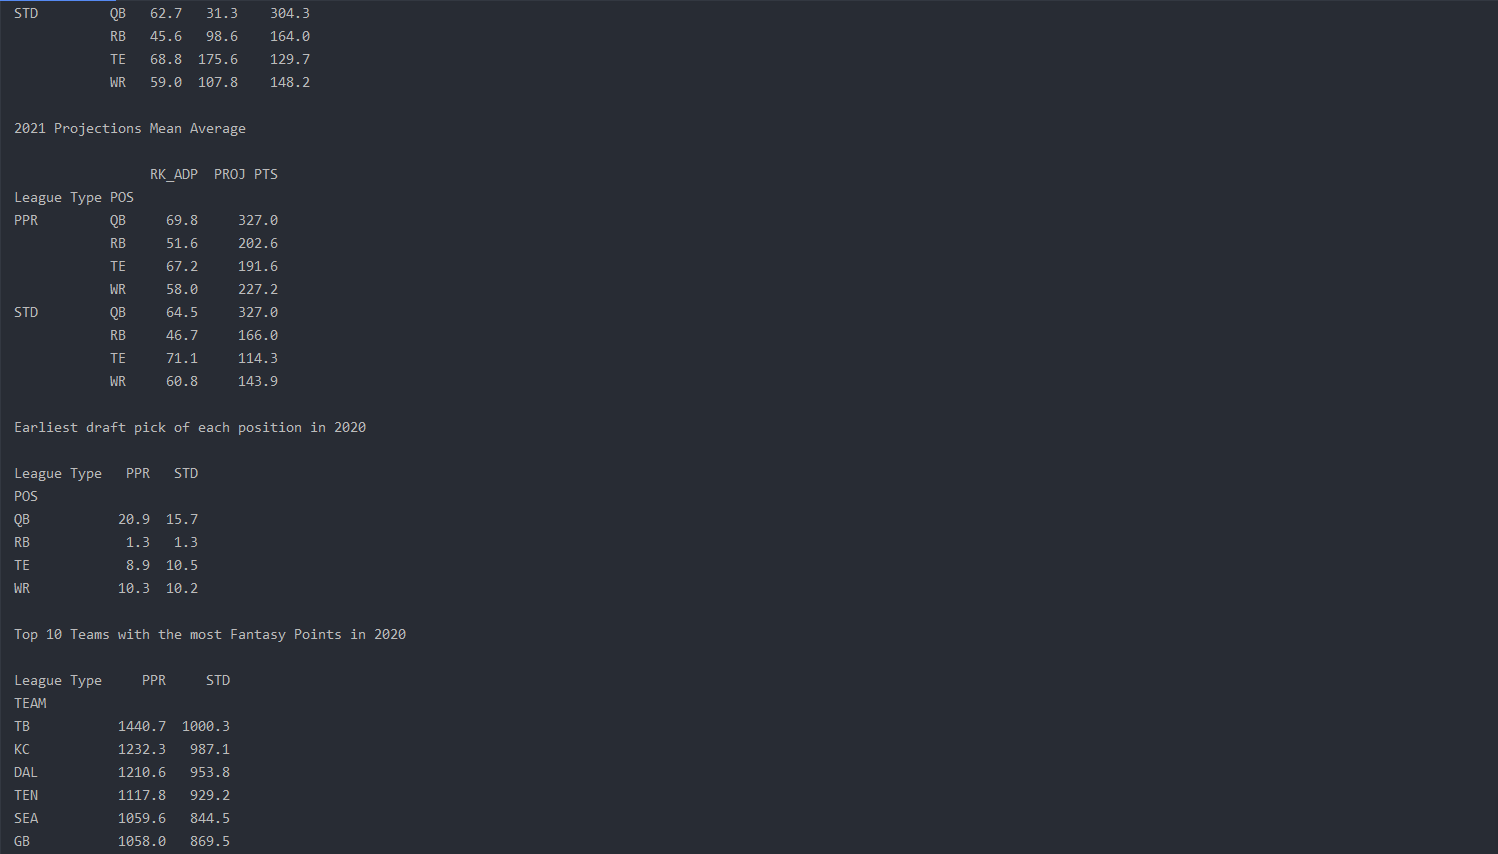 STD         QB   62.7   31.3    304.3
            RB   45.6   98.6    164.0
            TE   68.8  175.6    129.7
            WR   59.0  107.8    148.2
2021 Projections Mean Average
                 RK_ADP  PROJ PTS
League Type POS
PPR         QB     69.8     327.0
            RB     51.6     202.6
            TE     67.2     191.6
            WR     58.0     227.2
STD         QB     64.5     327.0
            RB     46.7     166.0
            TE     71.1     114.3
            WR     60.8     143.9
Earliest draft pick of each position in 2020
League Type   PPR   STD
POS
QB           20.9  15.7
RB            1.3   1.3
TE            8.9  10.5
WR           10.3  10.2
Top 10 Teams with the most Fantasy Points in 2020
League Type     PPR     STD
TEAM
TB           1440.7  1000.3
KC           1232.3   987.1
DAL          1210.6   953.8
TEN          1117.8   929.2
SEA          1059.6   844.5
GB           1058.0   869.5